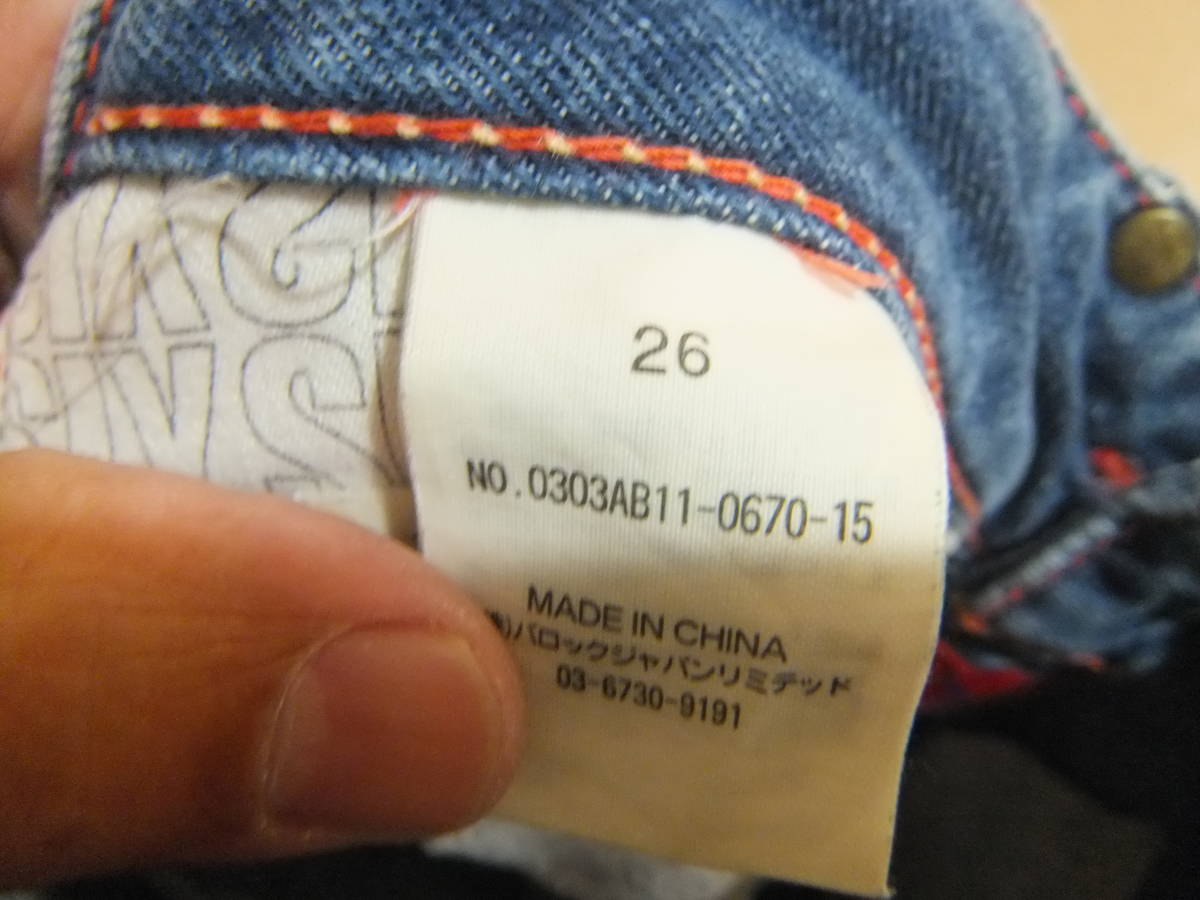 26
NO.0303AB11-0670-15
MADE IN CHINA
㈱バロックジャパンリミテッド
03-6730-9191